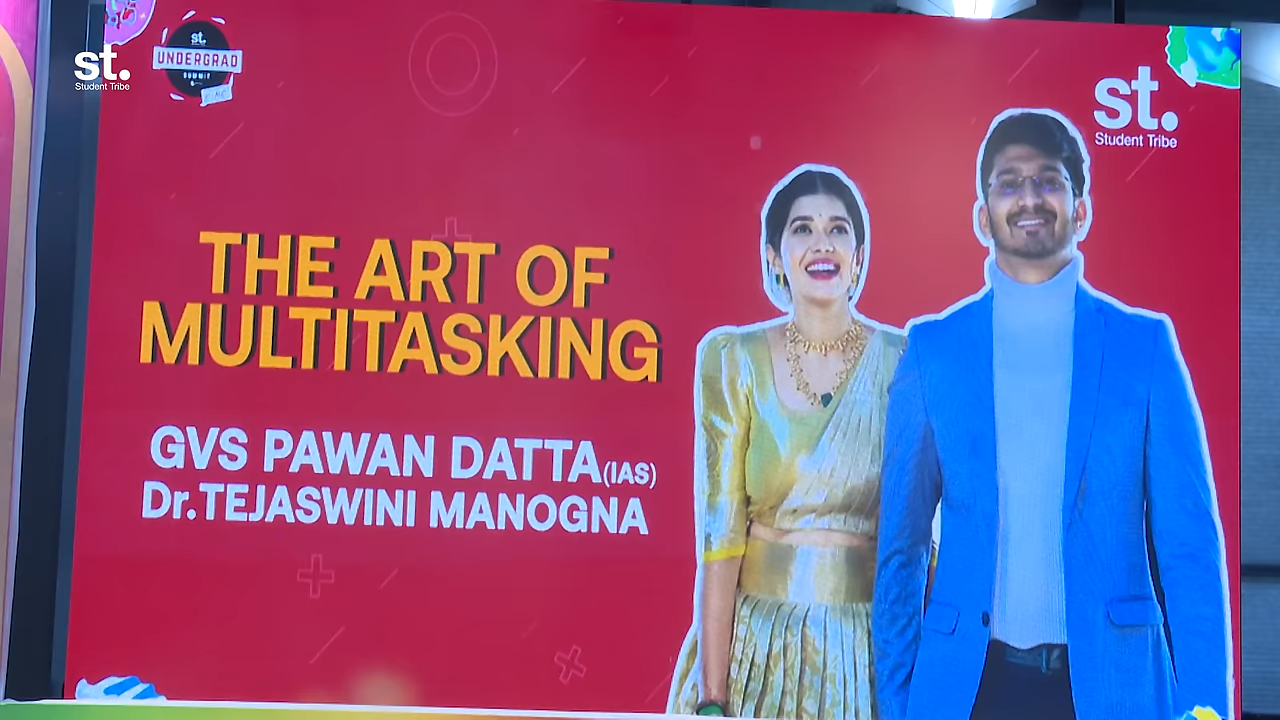 st.
Student Tribe
st.
UNDERGRAD
SUMMIT
st.
Student Tribe
THE ART OF
MULTITASKING
GVS PAWAN DATTA(IAS)
Dr.TEJASWINI MANOGNA